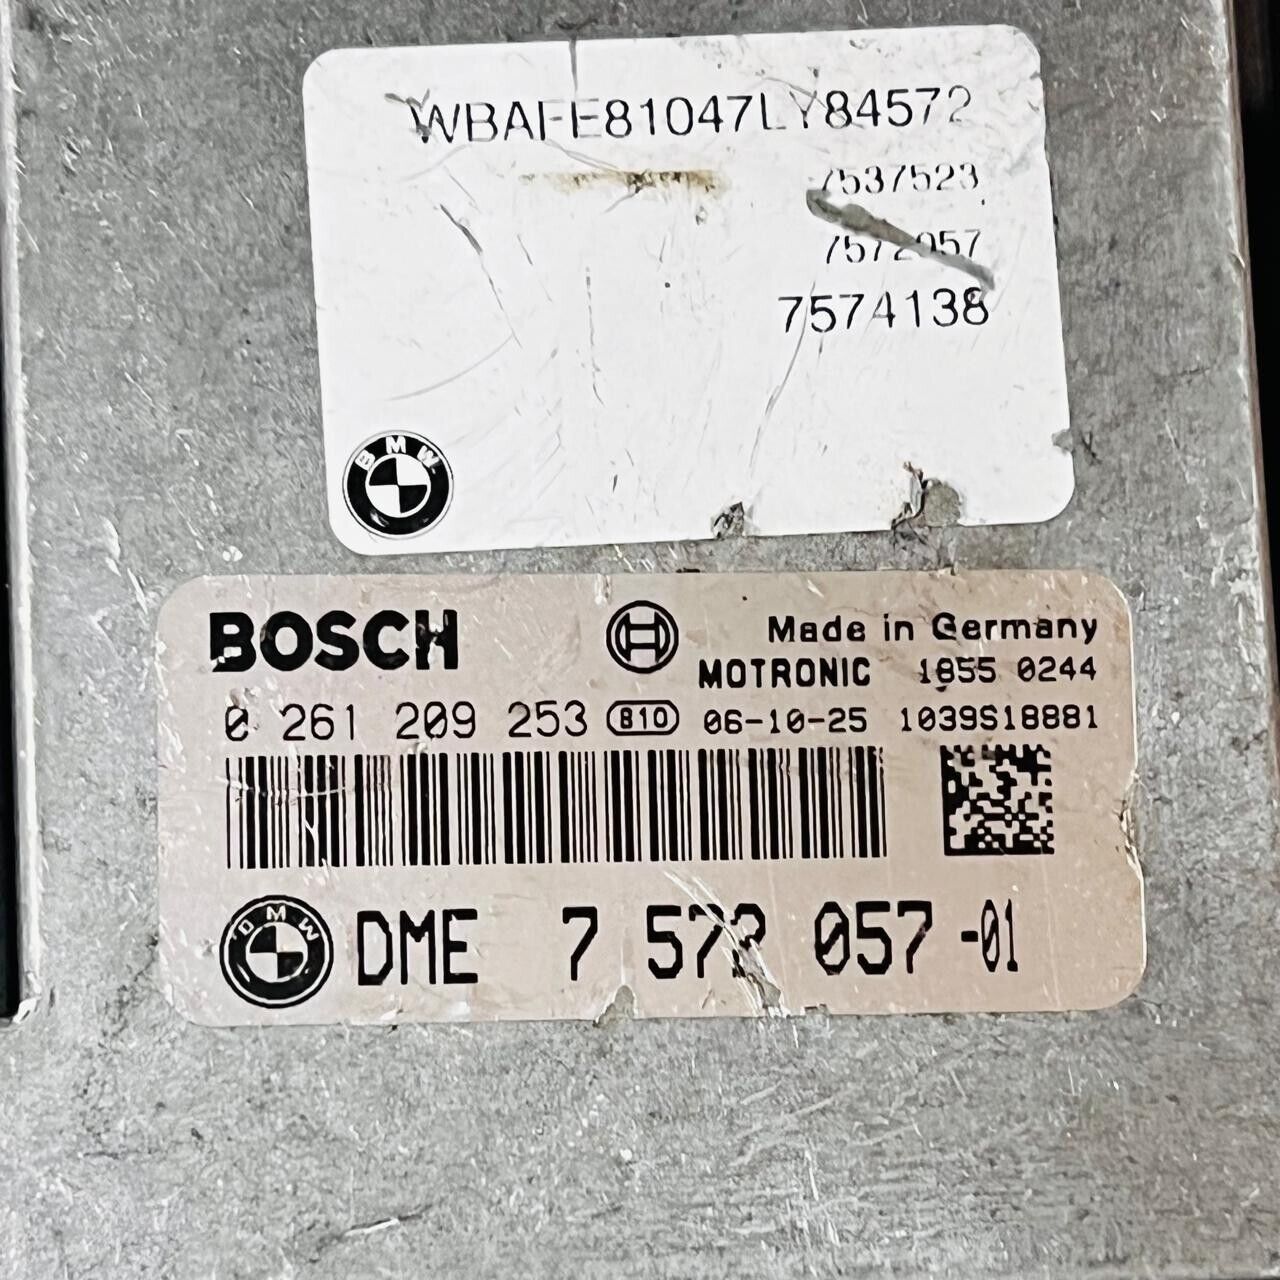 WBAFE81047LY84572
7537523
7572057
7574138
BMW
BOSCH
Made in Germany
MOTRONIC 1855 0244
0 261 209 253 810 06-10-25 1039S18881
BMW DME 7 572 057 -01